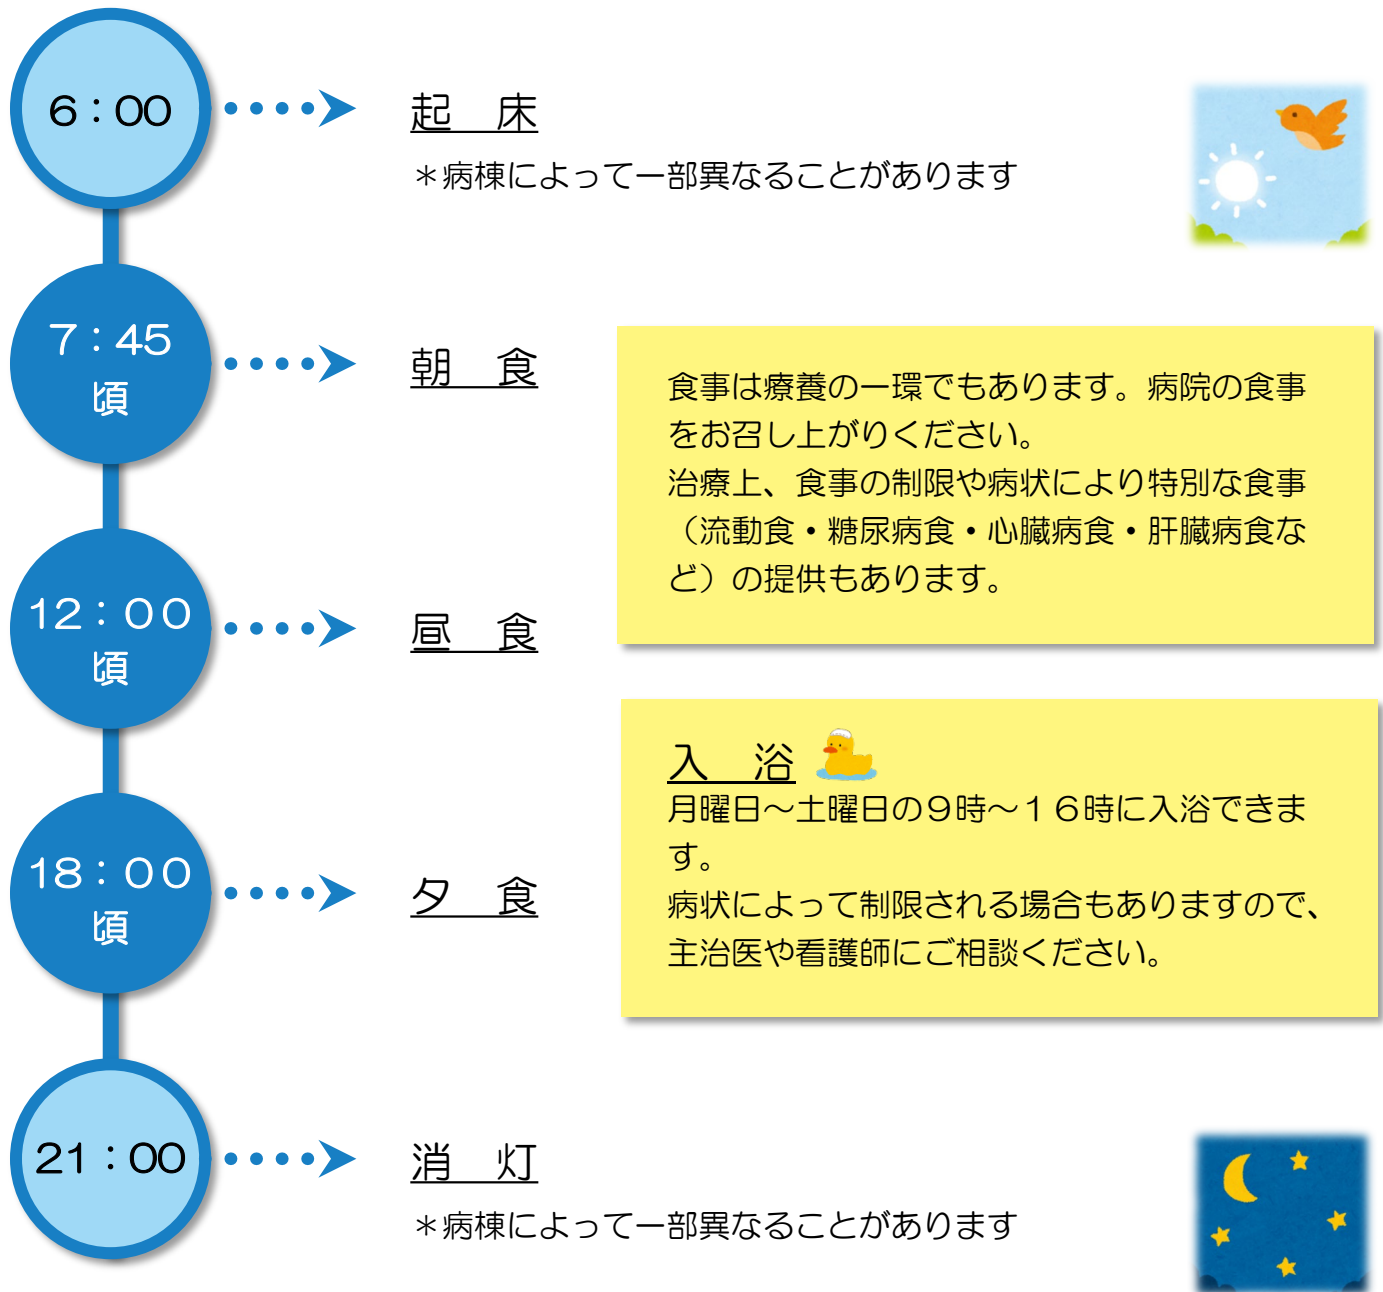 6：00
起　床
＊病棟によって一部異なることがあります
7：45
頃
朝　食
食事は療養の一環でもあります。病院の食事
をお召し上がりください。
治療上、食事の制限や病状により特別な食事
（流動食・糖尿病食・心臓病食・肝臓病食な
ど）の提供もあります。
12：００
頃
昼　食
入　浴
月曜日～土曜日の９時～１６時に入浴できま
す。
病状によって制限される場合もありますので、
主治医や看護師にご相談ください。
18：００
頃
夕　食
21：00
消　灯
＊病棟によって一部異なることがあります